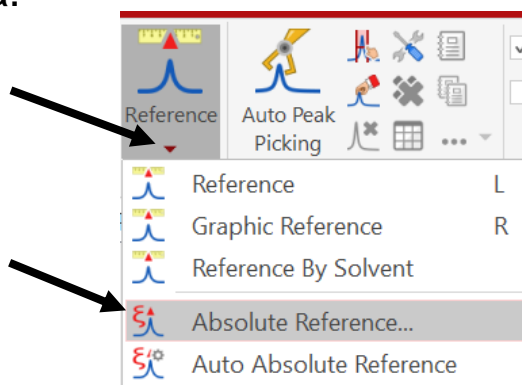 Reference
Auto Peak
Picking
Reference L
Graphic Reference R
Reference By Solvent
Absolute Reference...
Auto Absolute Reference